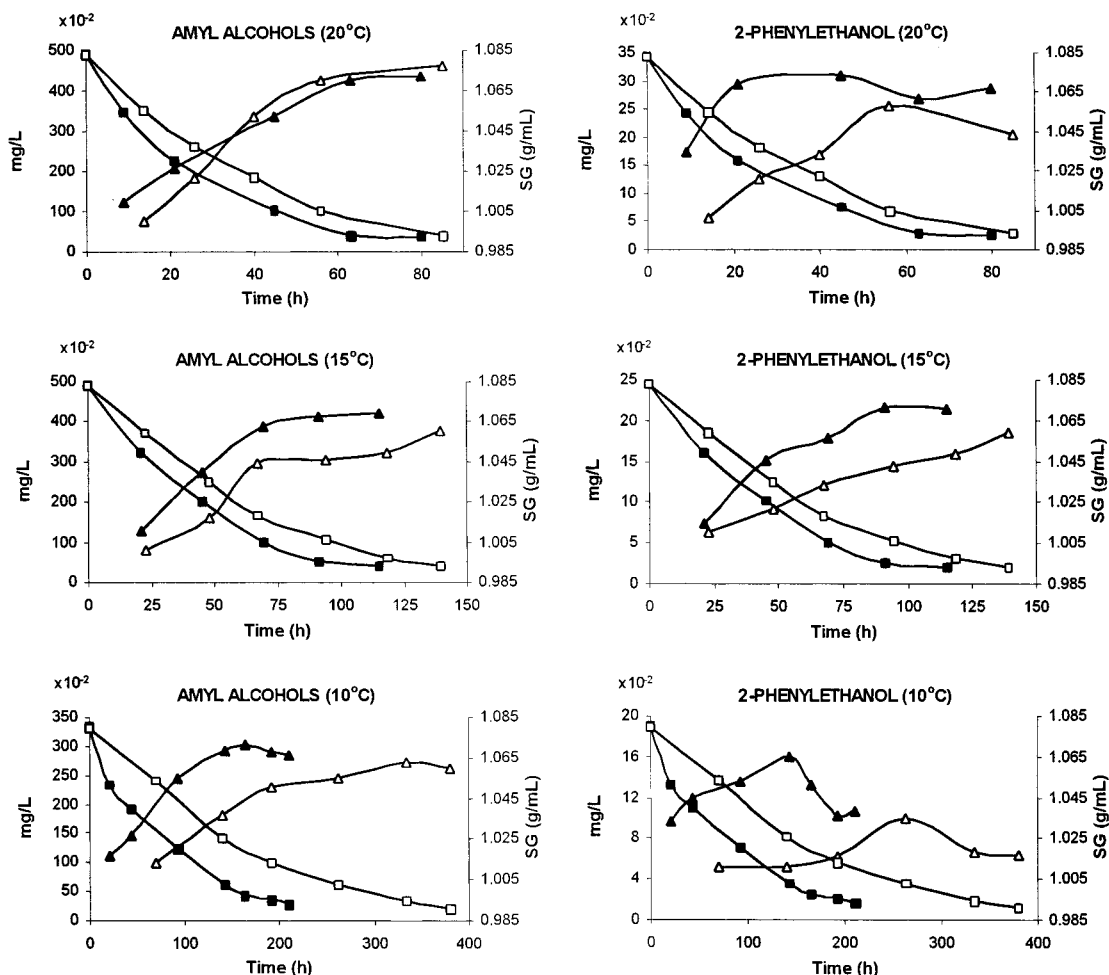 AMYL ALCOHOLS (20°C)
x10-2
500
400
300
200
100
0
mg/L
1.085
1.065
1.045
1.025
1.005
0.985
SG (g/mL)
0 20 40 60 80
Time (h)
2-PHENYLETHANOL (20°C)
x10-2
35
30
25
20
15
10
5
0
mg/L
1.085
1.065
1.045
1.025
1.005
0.985
SG (g/mL)
0 20 40 60 80
Time (h)
AMYL ALCOHOLS (15°C)
x10-2
500
400
300
200
100
0
mg/L
1.085
1.065
1.045
1.025
1.005
0.985
SG (g/mL)
0 25 50 75 100 125 150
Time (h)
2-PHENYLETHANOL (15°C)
x10-2
25
20
15
10
5
0
mg/L
1.085
1.065
1.045
1.025
1.005
0.985
SG (g/mL)
0 25 50 75 100 125 150
Time (h)
AMYL ALCOHOLS (10°C)
x10-2
350
300
250
200
150
100
50
0
mg/L
1.085
1.065
1.045
1.025
1.005
0.985
SG (g/mL)
0 100 200 300 400
Time (h)
2-PHENYLETHANOL (10°C)
x10-2
20
16
12
8
4
0
mg/L
1.085
1.065
1.045
1.025
1.005
0.985
SG (g/mL)
0 100 200 300 400
Time (h)